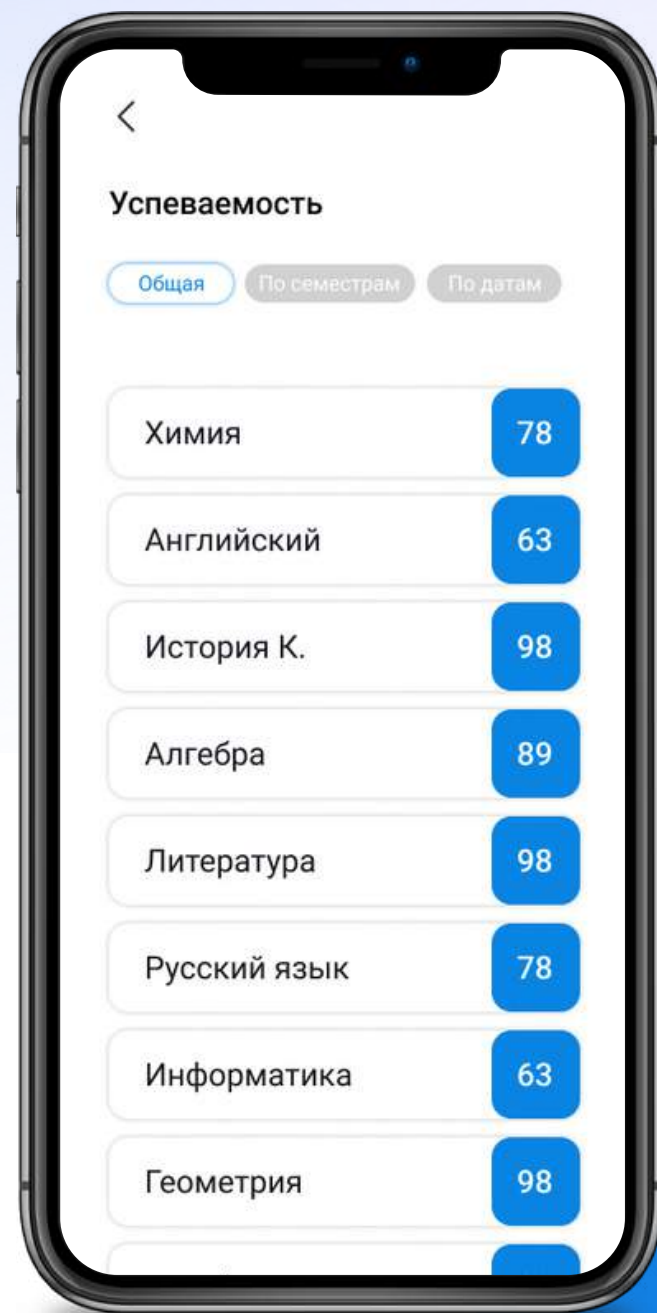 Успеваемость
Общая По семестрам По датам
Химия 78
Английский 63
История К. 98
Алгебра 89
Литература 98
Русский язык 78
Информатика 63
Геометрия 98